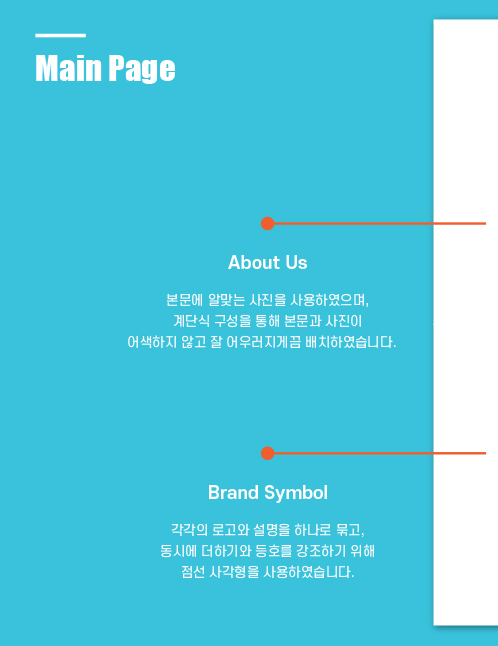 Main Page
About Us
본문에 알맞는 사진을 사용하였으며,
계단식 구성을 통해 본문과 사진이
어색하지 않고 잘 어우러지게끔 배치하였습니다.
Brand Symbol
각각의 로고와 설명을 하나로 묶고,
동시에 더하기와 등호를 강조하기 위해
점선 사각형을 사용하였습니다.